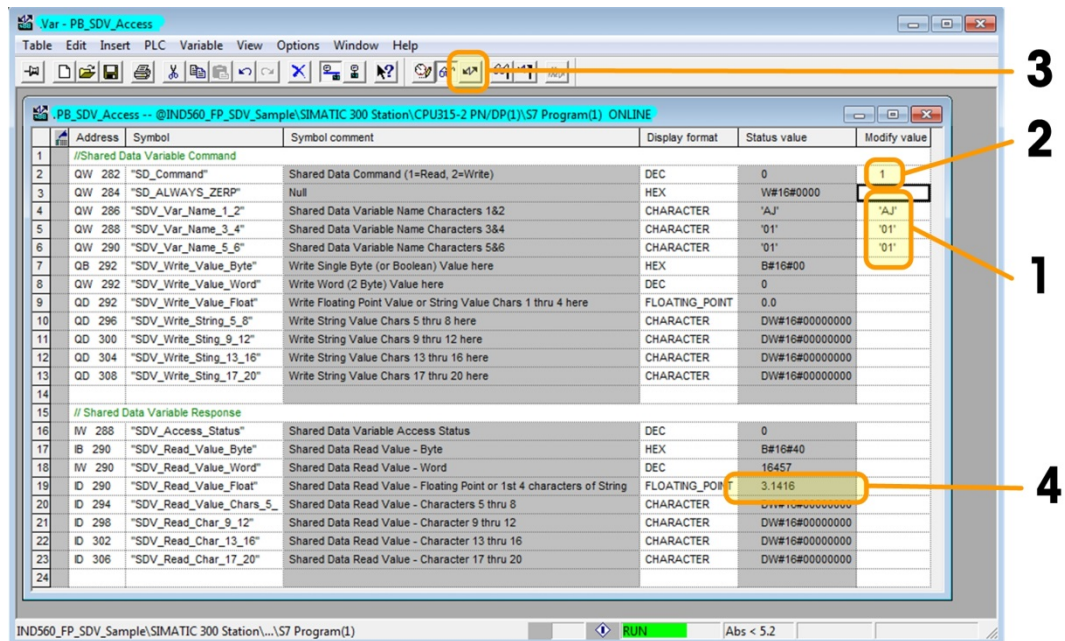 .Var - PB_SDV_Access
Table Edit Insert PLC Variable View Options Window Help
3
.PB_SDV_Access -- @IND560_FP_SDV_Sample\SIMATIC 300 Station\CPU315-2 PN/DP(1)\S7 Program(1) ONLINE
Address Symbol Symbol comment Display format Status value Modify value
2
1 //Shared Data Variable Command
2 QW 282 "SD_Command" Shared Data Command (1=Read, 2=Write) DEC 0 1
3 QW 284 "SD_ALWAYS_ZERP" Null HEX W#16#0000
4 QW 286 "SDV_Var_Name_1_2" Shared Data Variable Name Characters 1&2 CHARACTER 'AJ' 'AJ'
5 QW 288 "SDV_Var_Name_3_4" Shared Data Variable Name Characters 3&4 CHARACTER '01' '01'
6 QW 290 "SDV_Var_Name_5_6" Shared Data Variable Name Characters 5&6 CHARACTER '01' '01'
1
7 QB 292 "SDV_Write_Value_Byte" Write Single Byte (or Boolean) Value here HEX B#16#00
8 QW 292 "SDV_Write_Value_Word" Write Word (2 Byte) Value here DEC 0
9 QD 292 "SDV_Write_Value_Float" Write Floating Point Value or String Value Chars 1 thru 4 here FLOATING_POINT 0.0
10 QD 296 "SDV_Write_String_5_8" Write String Value Chars 5 thru 8 here CHARACTER DW#16#00000000
11 QD 300 "SDV_Write_Sting_9_12" Write String Value Chars 9 thru 12 here CHARACTER DW#16#00000000
12 QD 304 "SDV_Write_Sting_13_16" Write String Value Chars 13 thru 16 here CHARACTER DW#16#00000000
13 QD 308 "SDV_Write_Sting_17_20" Write String Value Chars 17 thru 20 here CHARACTER DW#16#00000000
14
15 // Shared Data Variable Response
16 IW 288 "SDV_Access_Status" Shared Data Variable Access Status DEC 0
17 IB 290 "SDV_Read_Value_Byte" Shared Data Read Value - Byte HEX B#16#40
18 IW 290 "SDV_Read_Value_Word" Shared Data Read Value - Word DEC 16457
19 ID 290 "SDV_Read_Value_Float" Shared Data Read Value - Floating Point or 1st 4 characters of String FLOATING_POINT 3.1416
4
20 ID 294 "SDV_Read_Value_Chars_5_ Shared Data Read Value - Characters 5 thru 8 CHARACTER DW#16#00000000
21 ID 298 "SDV_Read_Char_9_12" Shared Data Read Value - Character 9 thru 12 CHARACTER DW#16#00000000
22 ID 302 "SDV_Read_Char_13_16" Shared Data Read Value - Character 13 thru 16 CHARACTER DW#16#00000000
23 ID 306 "SDV_Read_Char_17_20" Shared Data Read Value - Character 17 thru 20 CHARACTER DW#16#00000000
24
IND560_FP_SDV_Sample\SIMATIC 300 Station\...\S7 Program(1) RUN Abs < 5.2